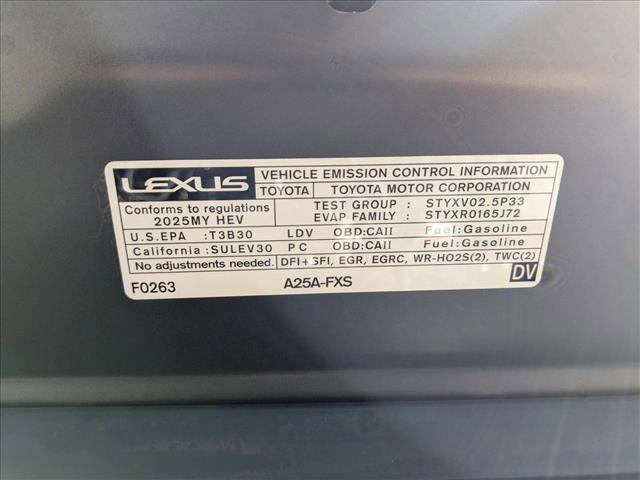 LEXUS VEHICLE EMISSION CONTROL INFORMATION
TOYOTA TOYOTA MOTOR CORPORATION
Conforms to regulations TEST GROUP : STYXV02.5P33
2025MY HEV EVAP FAMILY : STYXR0165J72
U.S.EPA :T3B30 LDV OBD:CAII Fuel:Gasoline
California :SULEV30 PC OBD:CAII Fuel:Gasoline
No adjustments needed. DFI+SFI, EGR, EGRC, WR-HO2S(2), TWC(2)
F0263 A25A-FXS DV